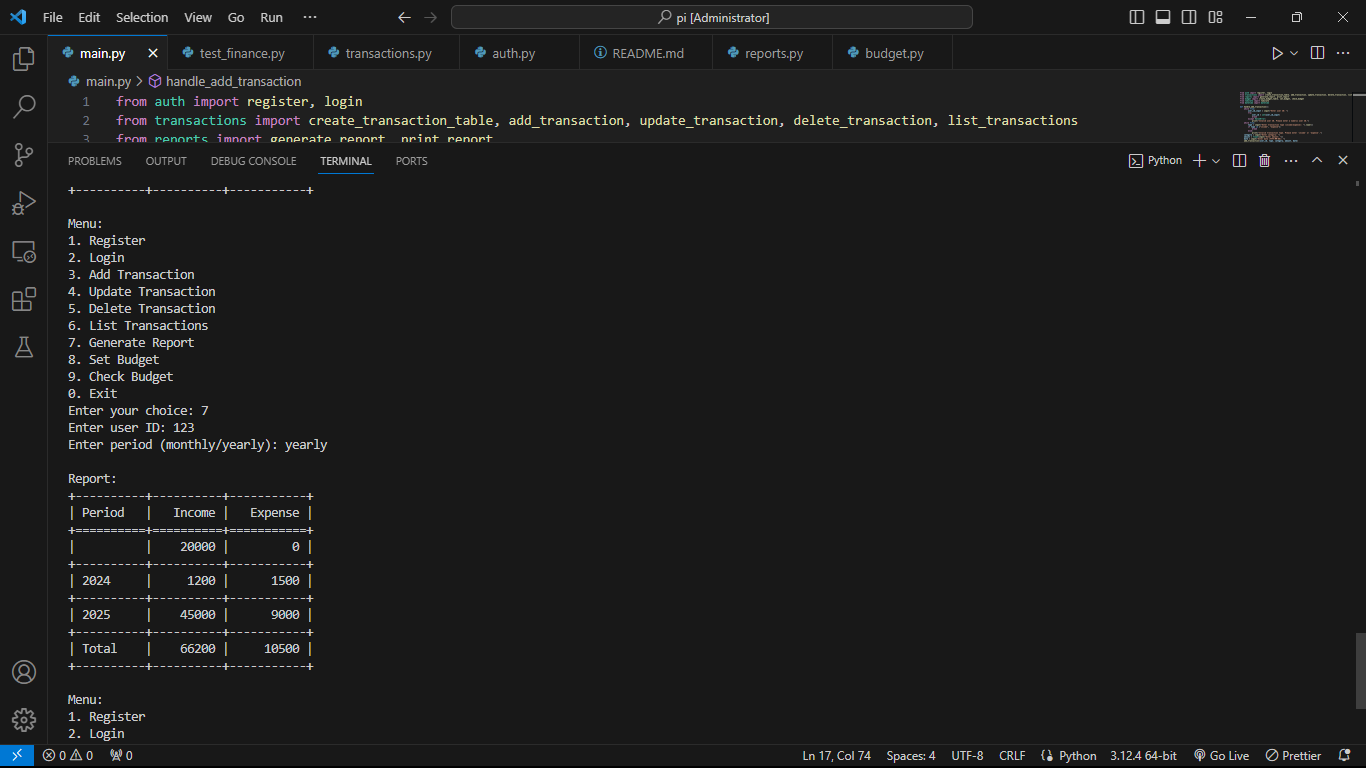 File Edit Selection View Go Run ··· pi [Administrator]
main.py test_finance.py transactions.py auth.py README.md reports.py budget.py
main.py > handle_add_transaction
1 from auth import register, login
2 from transactions import create_transaction_table, add_transaction, update_transaction, delete_transaction, list_transactions
3 from reports import generate_report, print_report
PROBLEMS OUTPUT DEBUG CONSOLE TERMINAL PORTS Python
+----------+----------+-----------+
Menu:
1. Register
2. Login
3. Add Transaction
4. Update Transaction
5. Delete Transaction
6. List Transactions
7. Generate Report
8. Set Budget
9. Check Budget
0. Exit
Enter your choice: 7
Enter user ID: 123
Enter period (monthly/yearly): yearly
Report:
+----------+----------+-----------+
| Period   |   Income |   Expense |
+==========+==========+===========+
|          |    20000 |         0 |
+----------+----------+-----------+
| 2024     |     1200 |      1500 |
+----------+----------+-----------+
| 2025     |    45000 |      9000 |
+----------+----------+-----------+
| Total    |    66200 |     10500 |
+----------+----------+-----------+
Menu:
1. Register
2. Login
0 0 0 Ln 17, Col 74 Spaces: 4 UTF-8 CRLF Python 3.12.4 64-bit Go Live Prettier